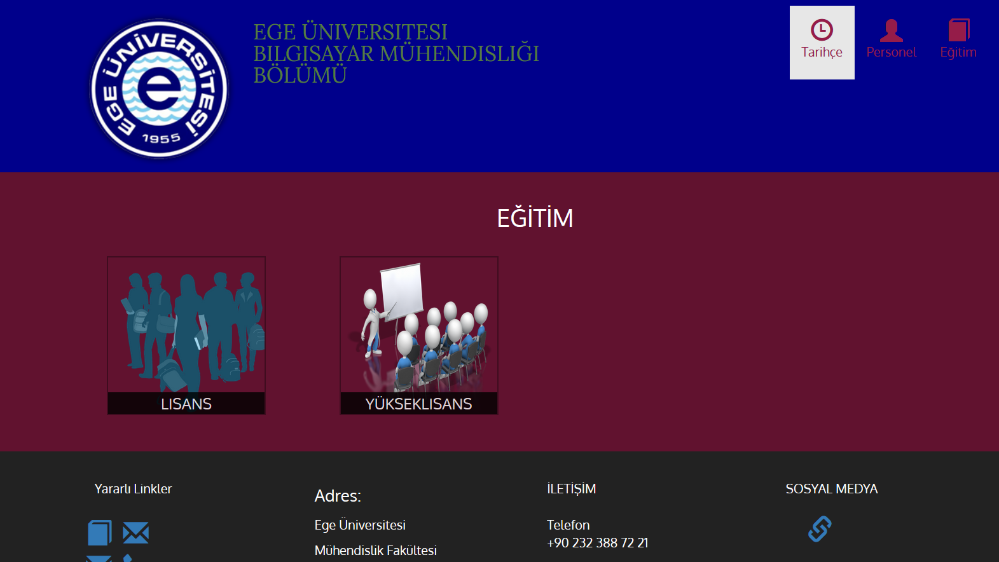 EGE ÜNİVERSİTESİ
1955
e
EGE ÜNIVERSITESI
BILGISAYAR MÜHENDISLIĞI
BÖLÜMÜ
Tarihçe
Personel
Eğitim
EĞİTİM
LISANS
YÜKSEKLISANS
Yararlı Linkler
Adres:
Ege Üniversitesi
Mühendislik Fakültesi
İLETİŞİM
Telefon
+90 232 388 72 21
SOSYAL MEDYA